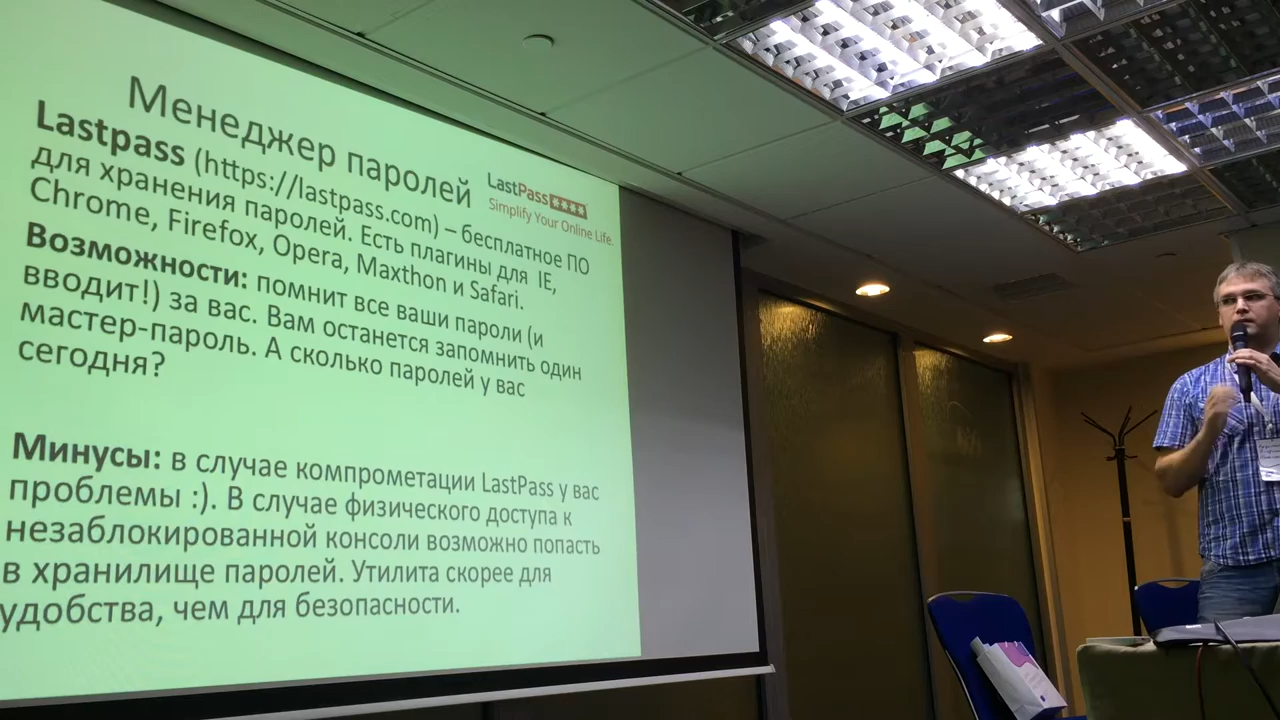 Менеджер паролей
LastPass****
Simplify Your Online Life.
Lastpass (https://lastpass.com) – бесплатное ПО
для хранения паролей. Есть плагины для IE,
Chrome, Firefox, Opera, Maxthon и Safari.
Возможности: помнит все ваши пароли (и
вводит!) за вас. Вам останется запомнить один
мастер-пароль. А сколько паролей у вас
сегодня?
Минусы: в случае компрометации LastPass у вас
проблемы :). В случае физического доступа к
незаблокированной консоли возможно попасть
в хранилище паролей. Утилита скорее для
удобства, чем для безопасности.